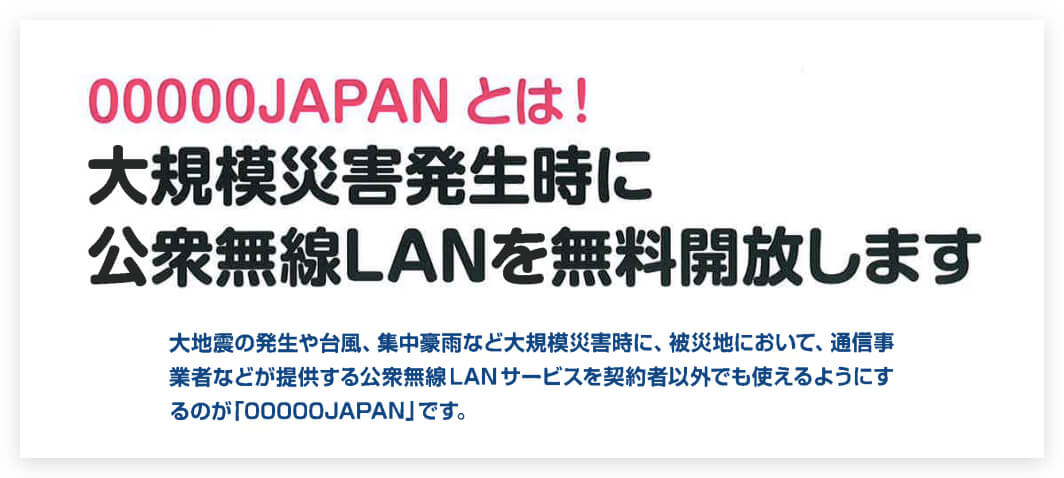 00000JAPAN とは!
大規模災害発生時に
公衆無線LANを無料開放します
大地震の発生や台風、集中豪雨など大規模災害時に、被災地において、通信事
業者などが提供する公衆無線LANサービスを契約者以外でも使えるようにす
るのが「00000JAPAN」です。